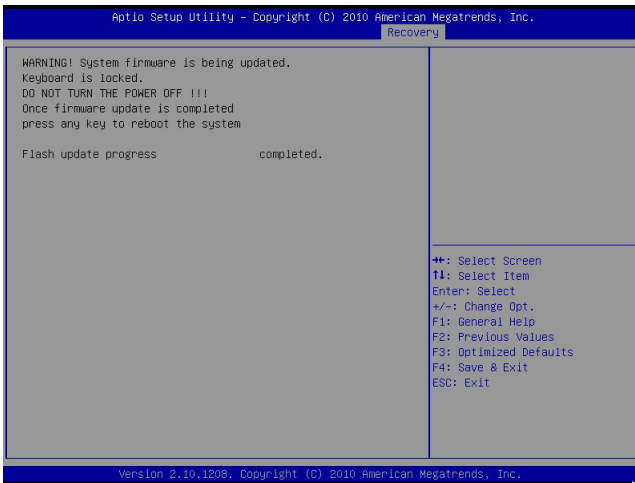 Aptio Setup Utility – Copyright (C) 2010 American Megatrends, Inc.
Recovery
WARNING! System firmware is being updated.
Keyboard is locked.
DO NOT TURN THE POWER OFF !!!
Once firmware update is completed
press any key to reboot the system
Flash update progress completed.
→←: Select Screen
↑↓: Select Item
Enter: Select
+/-: Change Opt.
F1: General Help
F2: Previous Values
F3: Optimized Defaults
F4: Save & Exit
ESC: Exit
Version 2.10.1208. Copyright (C) 2010 American Megatrends, Inc.